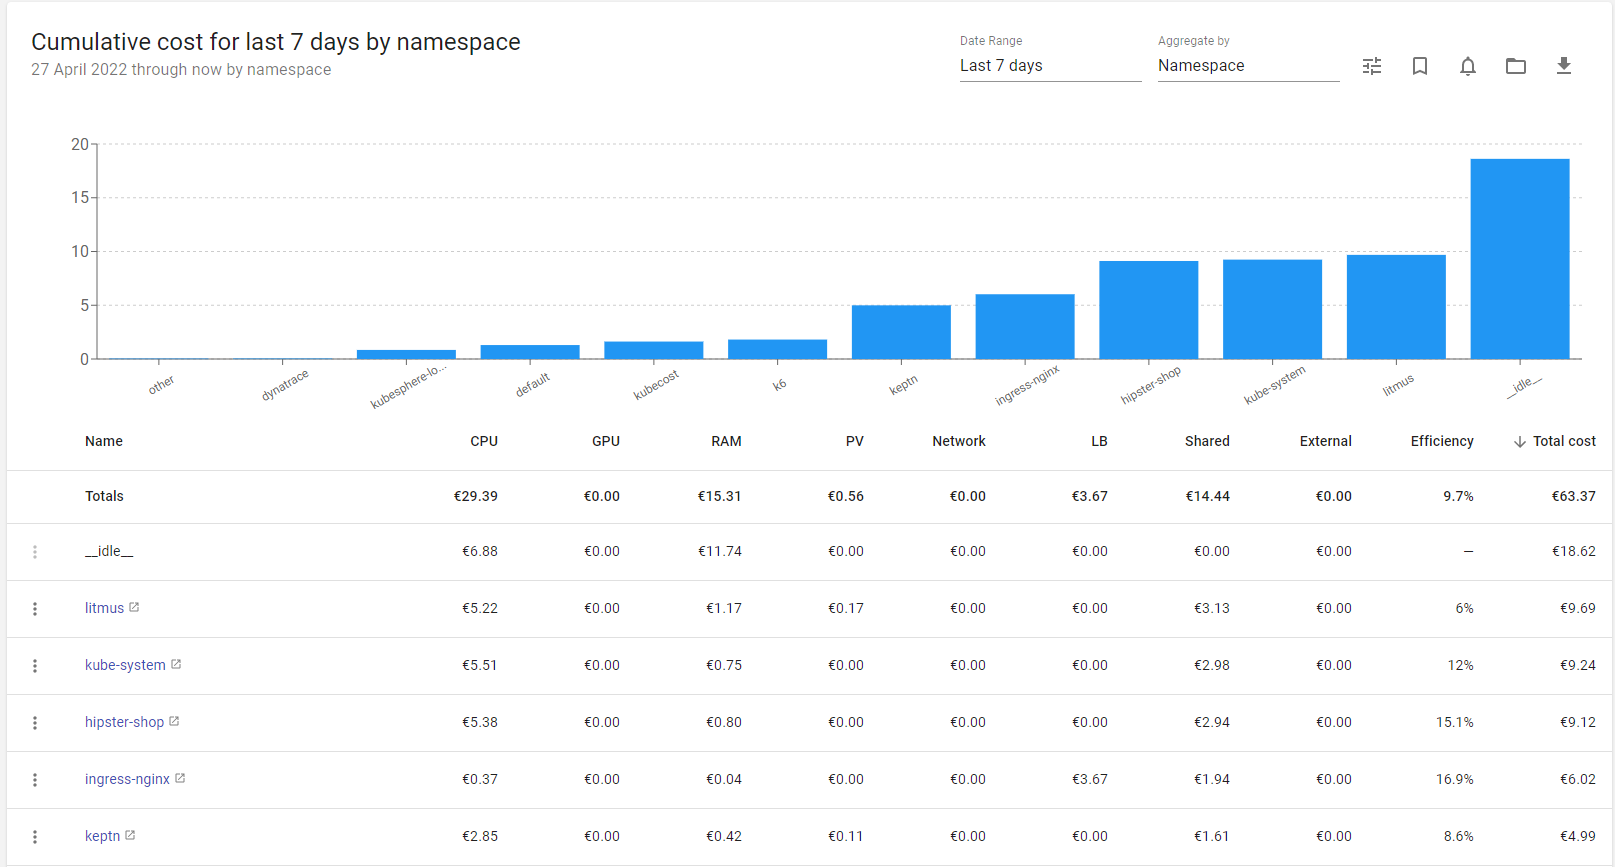 Cumulative cost for last 7 days by namespace
27 April 2022 through now by namespace
Date Range
Last 7 days
Aggregate by
Namespace
20
15
10
5
0
other
dynatrace
kubesphere-lo...
default
kubecost
k6
keptn
ingress-nginx
hipster-shop
kube-system
litmus
__idle__
Name CPU GPU RAM PV Network LB Shared External Efficiency Total cost
Totals €29.39 €0.00 €15.31 €0.56 €0.00 €3.67 €14.44 €0.00 9.7% €63.37
__idle__ €6.88 €0.00 €11.74 €0.00 €0.00 €0.00 €0.00 €0.00 — €18.62
litmus €5.22 €0.00 €1.17 €0.17 €0.00 €0.00 €3.13 €0.00 6% €9.69
kube-system €5.51 €0.00 €0.75 €0.00 €0.00 €0.00 €2.98 €0.00 12% €9.24
hipster-shop €5.38 €0.00 €0.80 €0.00 €0.00 €0.00 €2.94 €0.00 15.1% €9.12
ingress-nginx €0.37 €0.00 €0.04 €0.00 €0.00 €3.67 €1.94 €0.00 16.9% €6.02
keptn €2.85 €0.00 €0.42 €0.11 €0.00 €0.00 €1.61 €0.00 8.6% €4.99